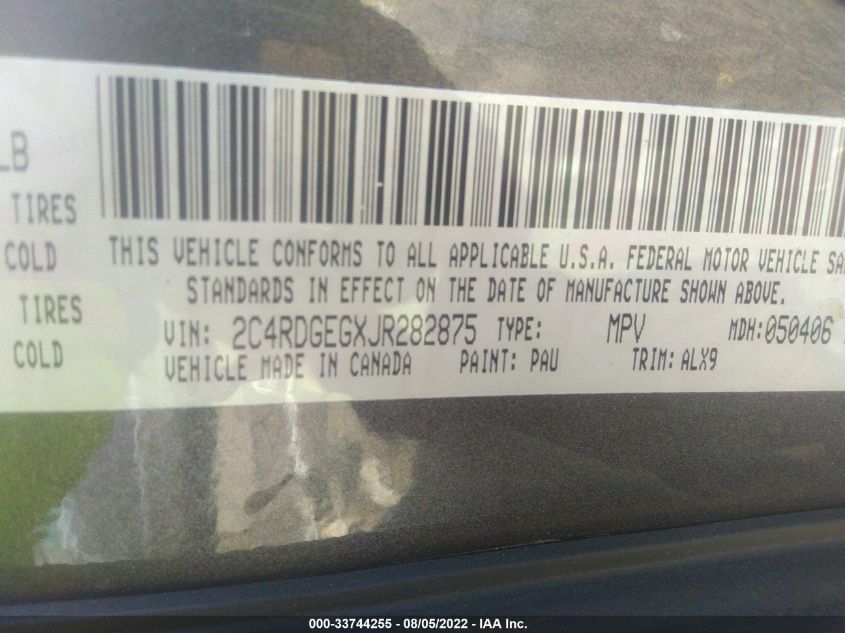 LB
TIRES
COLD
TIRES
COLD
THIS VEHICLE CONFORMS TO ALL APPLICABLE U.S.A. FEDERAL MOTOR VEHICLE SA
STANDARDS IN EFFECT ON THE DATE OF MANUFACTURE SHOWN ABOVE.
VIN: 2C4RDGEGXJR282875 TYPE: MPV MDH:050406
VEHICLE MADE IN CANADA PAINT: PAU TRIM: ALX9
000-33744255 - 08/05/2022 - IAA Inc.